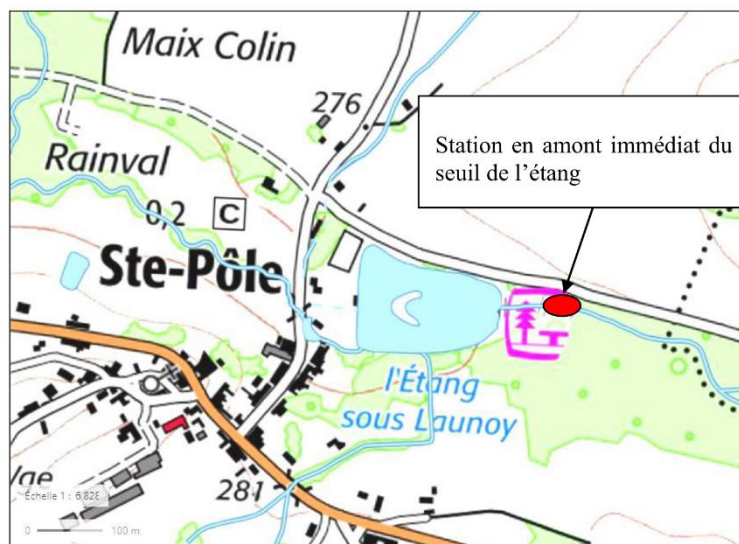 Maix Colin
276
Station en amont immédiat du
seuil de l’étang
Rainval
0,2
C
Ste-Pôle
l'Étang
sous Launoy
281
Échelle 1 : 6 828
0
100 m